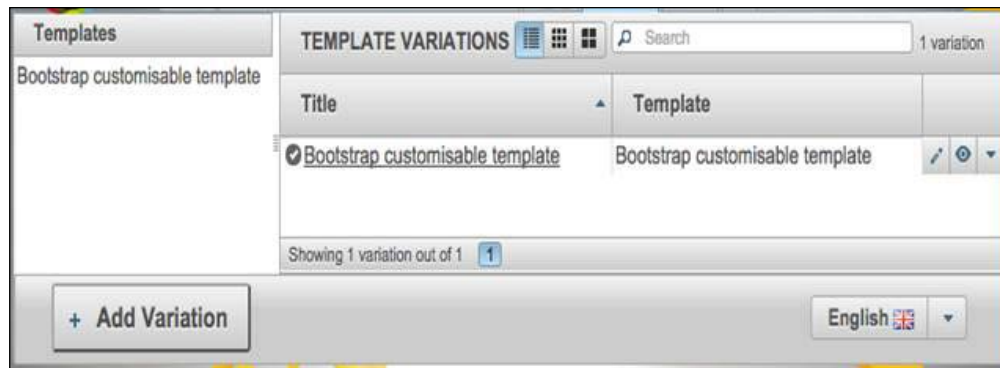 Templates
TEMPLATE VARIATIONS
Search
1 variation
Bootstrap customisable template
Title
Template
Bootstrap customisable template
Bootstrap customisable template
Showing 1 variation out of 1
1
+ Add Variation
English